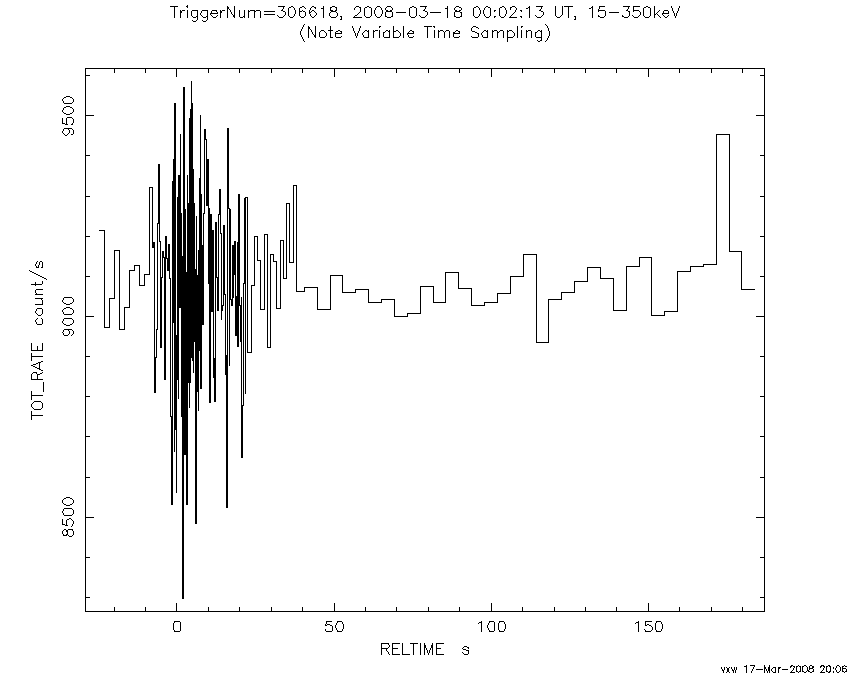 TriggerNum=306618, 2008-03-18 00:02:13 UT, 15-350keV
(Note Variable Time Sampling)
TOT_RATE count/s
9500
9000
8500
0 50 100 150
RELTIME s
vxw 17-Mar-2008 20:06